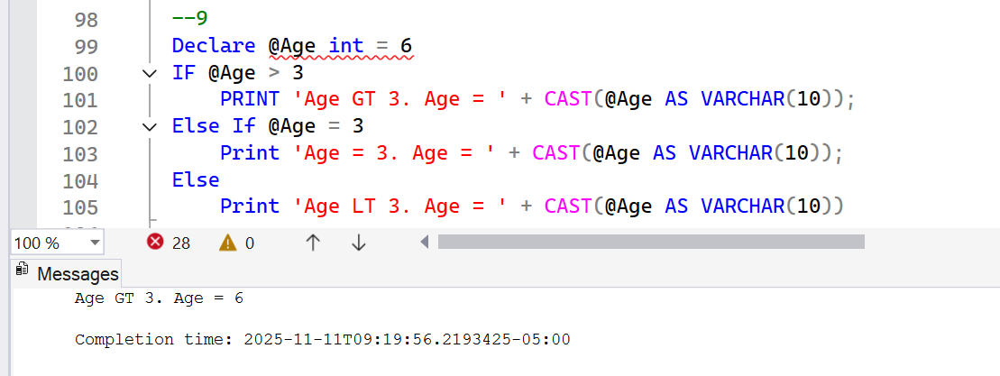 98 --9
99 Declare @Age int = 6
100 IF @Age > 3
101 PRINT 'Age GT 3. Age = ' + CAST(@Age AS VARCHAR(10));
102 Else If @Age = 3
103 Print 'Age = 3. Age = ' + CAST(@Age AS VARCHAR(10));
104 Else
105 Print 'Age LT 3. Age = ' + CAST(@Age AS VARCHAR(10))
100 % 28 0
Messages
Age GT 3. Age = 6
Completion time: 2025-11-11T09:19:56.2193425-05:00